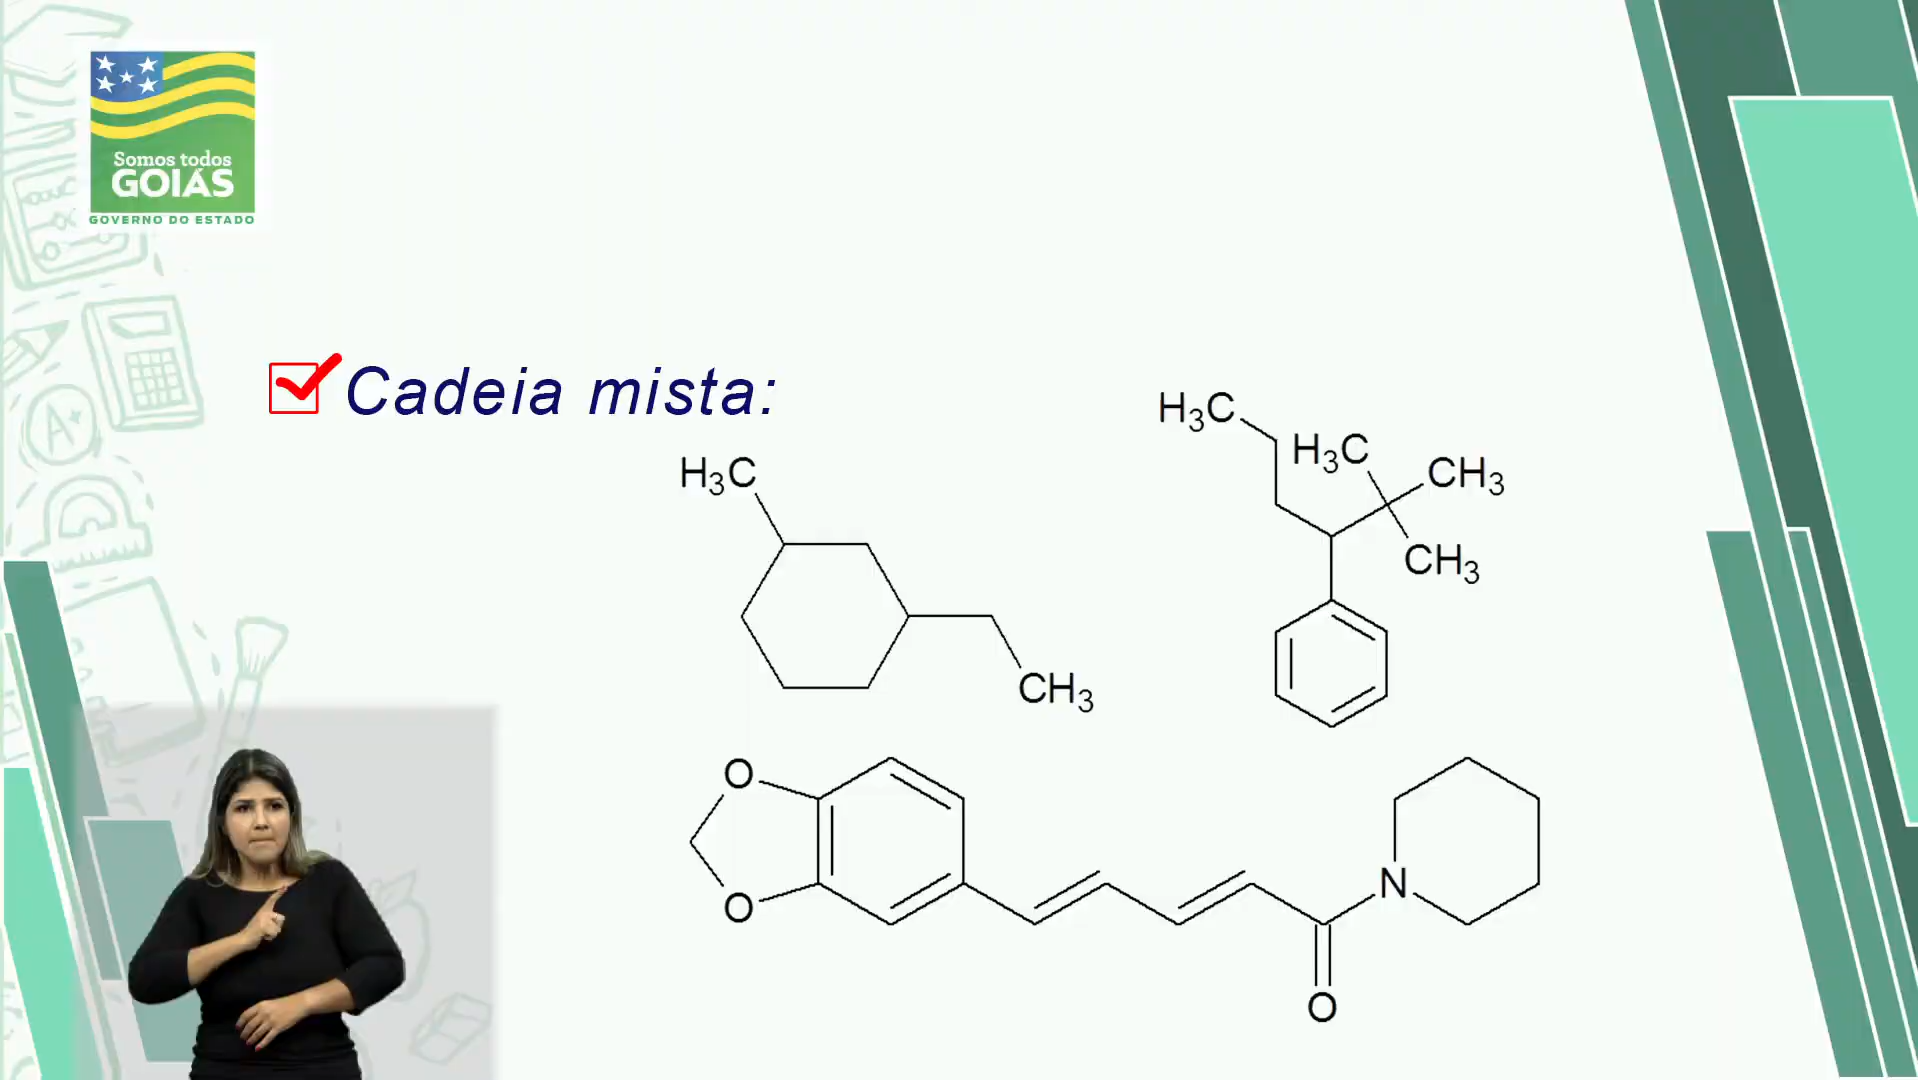 Somos todos
GOIÁS
GOVERNO DO ESTADO
Cadeia mista:
H3C
CH3
H3C
H3C
CH3
CH3
O
O
N
O
A+